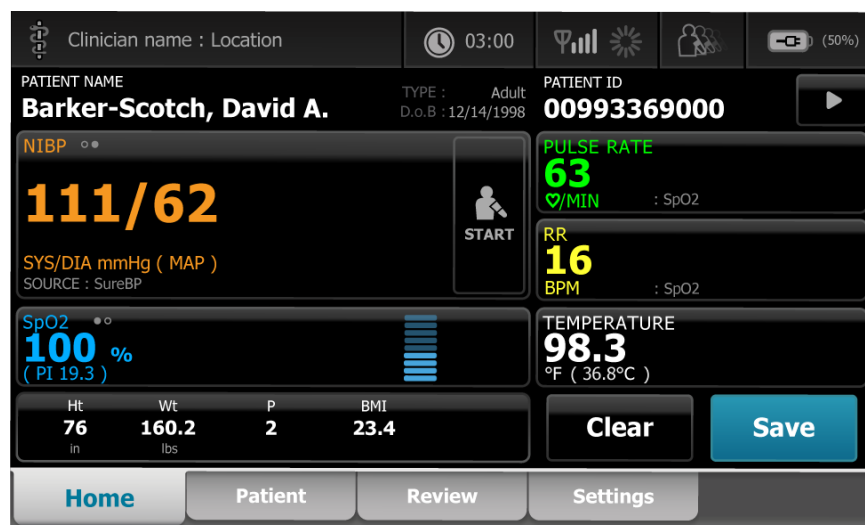 Clinician name : Location
03:00
(50%)
PATIENT NAME
Barker-Scotch, David A.
TYPE : Adult
D.o.B : 12/14/1998
PATIENT ID
00993369000
NIBP
111/62
SYS/DIA mmHg ( MAP )
SOURCE : SureBP
START
PULSE RATE
63
/MIN : SpO2
RR
16
BPM : SpO2
SpO2
100 %
( PI 19.3 )
TEMPERATURE
98.3
°F ( 36.8°C )
Ht Wt P BMI
76 160.2 2 23.4
in lbs
Clear
Save
Home
Patient
Review
Settings